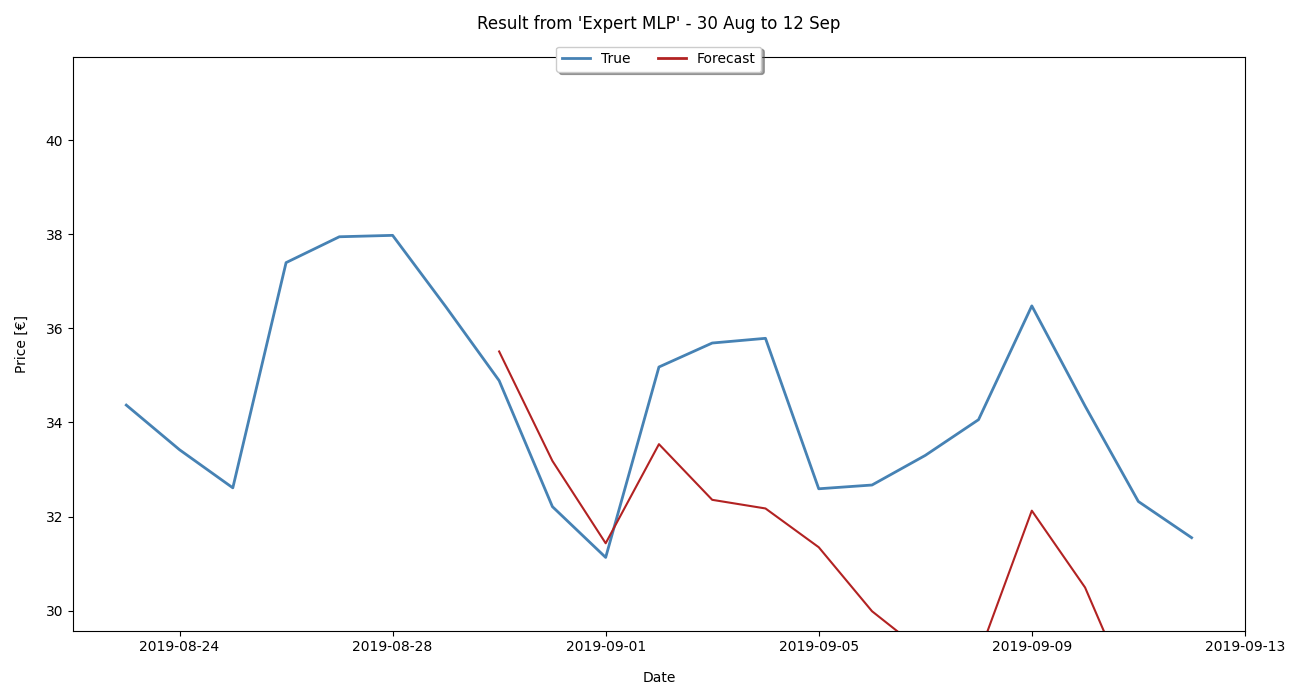 Result from 'Expert MLP' - 30 Aug to 12 Sep
True Forecast
Price [€]
40
38
36
34
32
30
2019-08-24 2019-08-28 2019-09-01 2019-09-05 2019-09-09 2019-09-13
Date